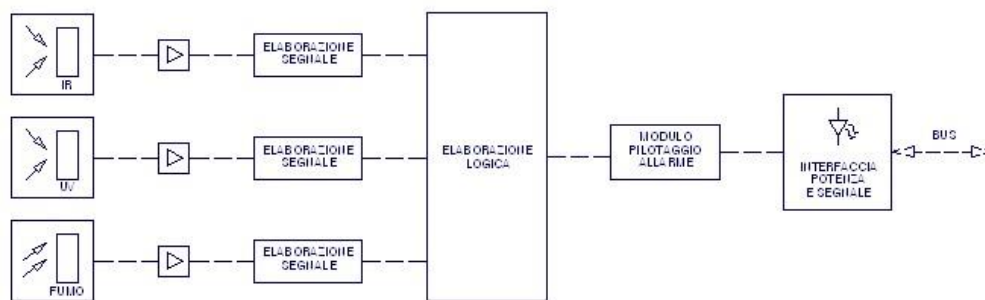 IR
ELABORAZIONE
SEGNALE
UV
ELABORAZIONE
SEGNALE
FUMO
ELABORAZIONE
SEGNALE
ELABORAZIONE
LOGICA
MODULO
PILOTAGGIO
ALLARME
INTERFACCIA
POTENZA
E SEGNALE
BUS